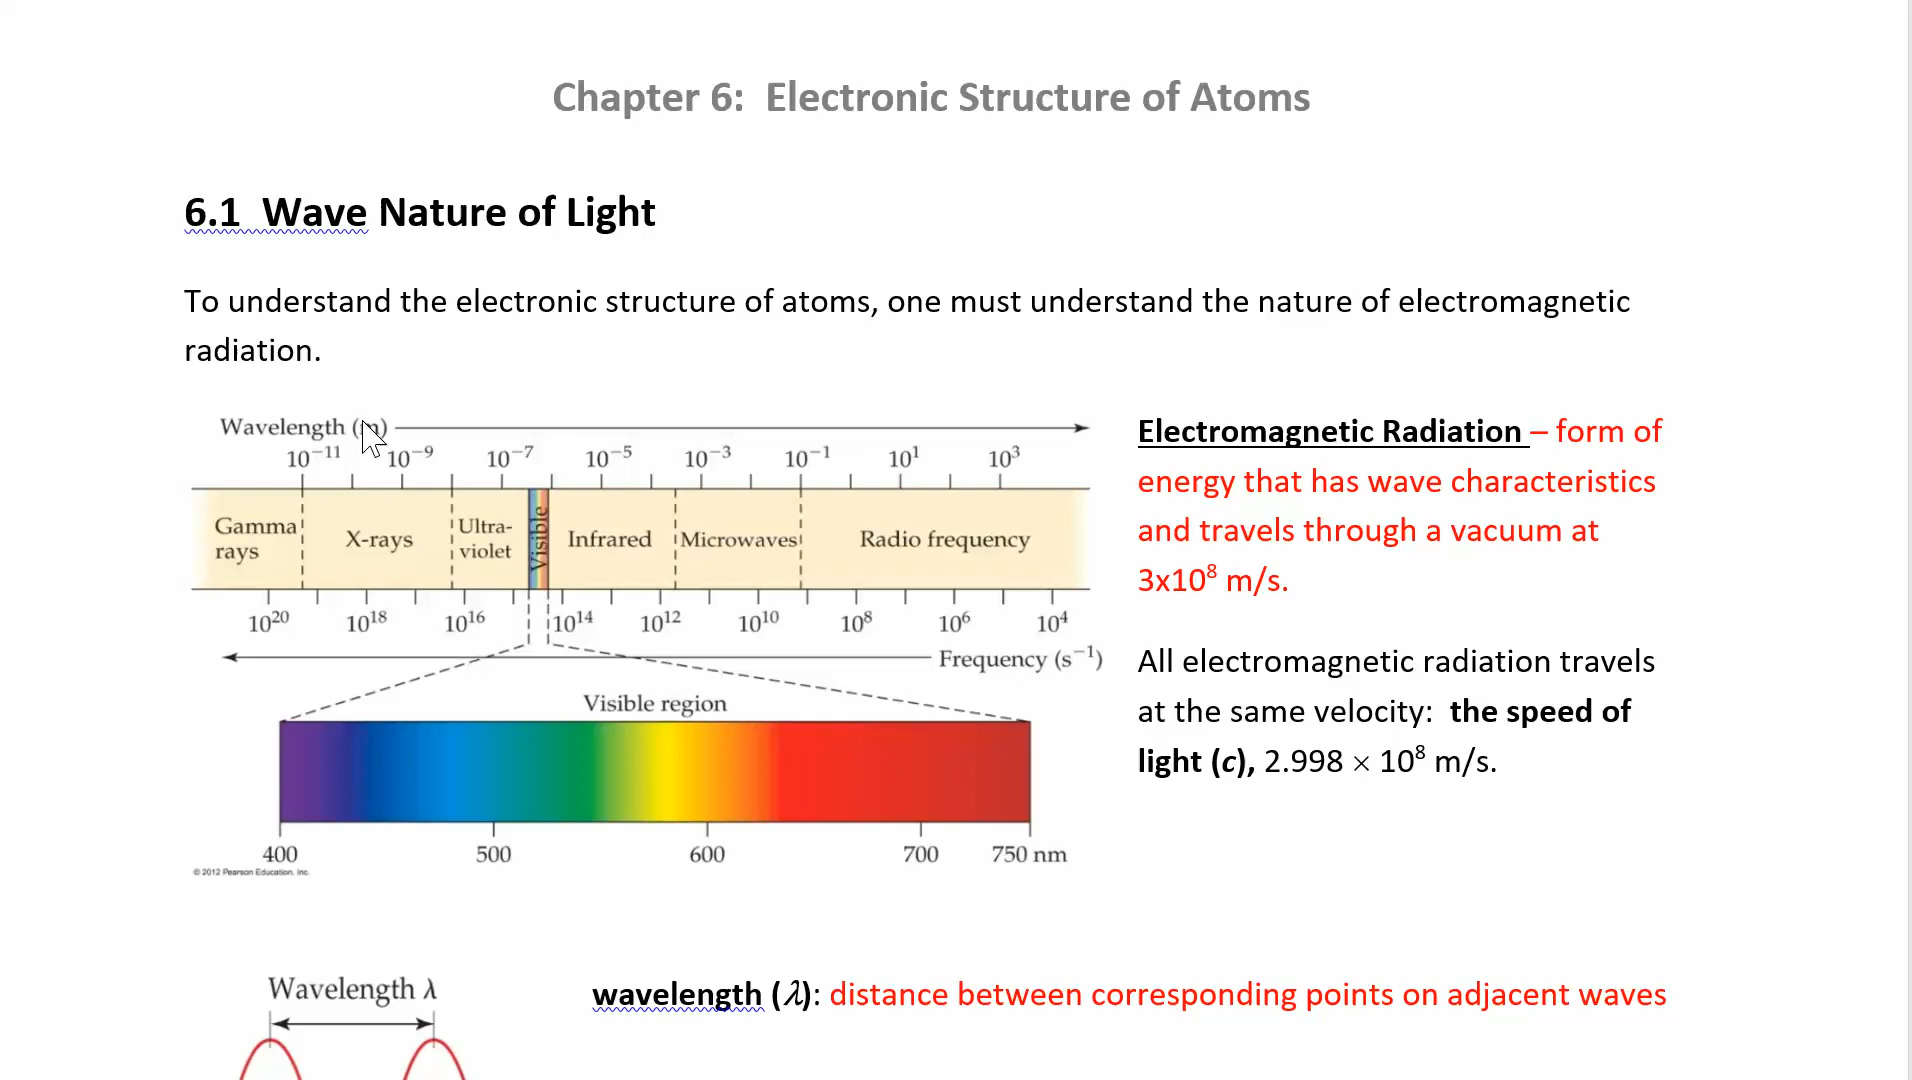 Chapter 6:  Electronic Structure of Atoms
6.1  Wave Nature of Light
To understand the electronic structure of atoms, one must understand the nature of electromagnetic
radiation.
Wavelength (m)
10⁻¹¹ 10⁻⁹ 10⁻⁷ 10⁻⁵ 10⁻³ 10⁻¹ 10¹ 10³
Gamma rays X-rays Ultra-violet Visible Infrared Microwaves Radio frequency
10²⁰ 10¹⁸ 10¹⁶ 10¹⁴ 10¹² 10¹⁰ 10⁸ 10⁶ 10⁴
Frequency (s⁻¹)
Visible region
400 500 600 700 750 nm
© 2012 Pearson Education, Inc.
Electromagnetic Radiation – form of
energy that has wave characteristics
and travels through a vacuum at
3x10⁸ m/s.
All electromagnetic radiation travels
at the same velocity:  the speed of
light (c), 2.998 × 10⁸ m/s.
Wavelength λ
wavelength (λ): distance between corresponding points on adjacent waves